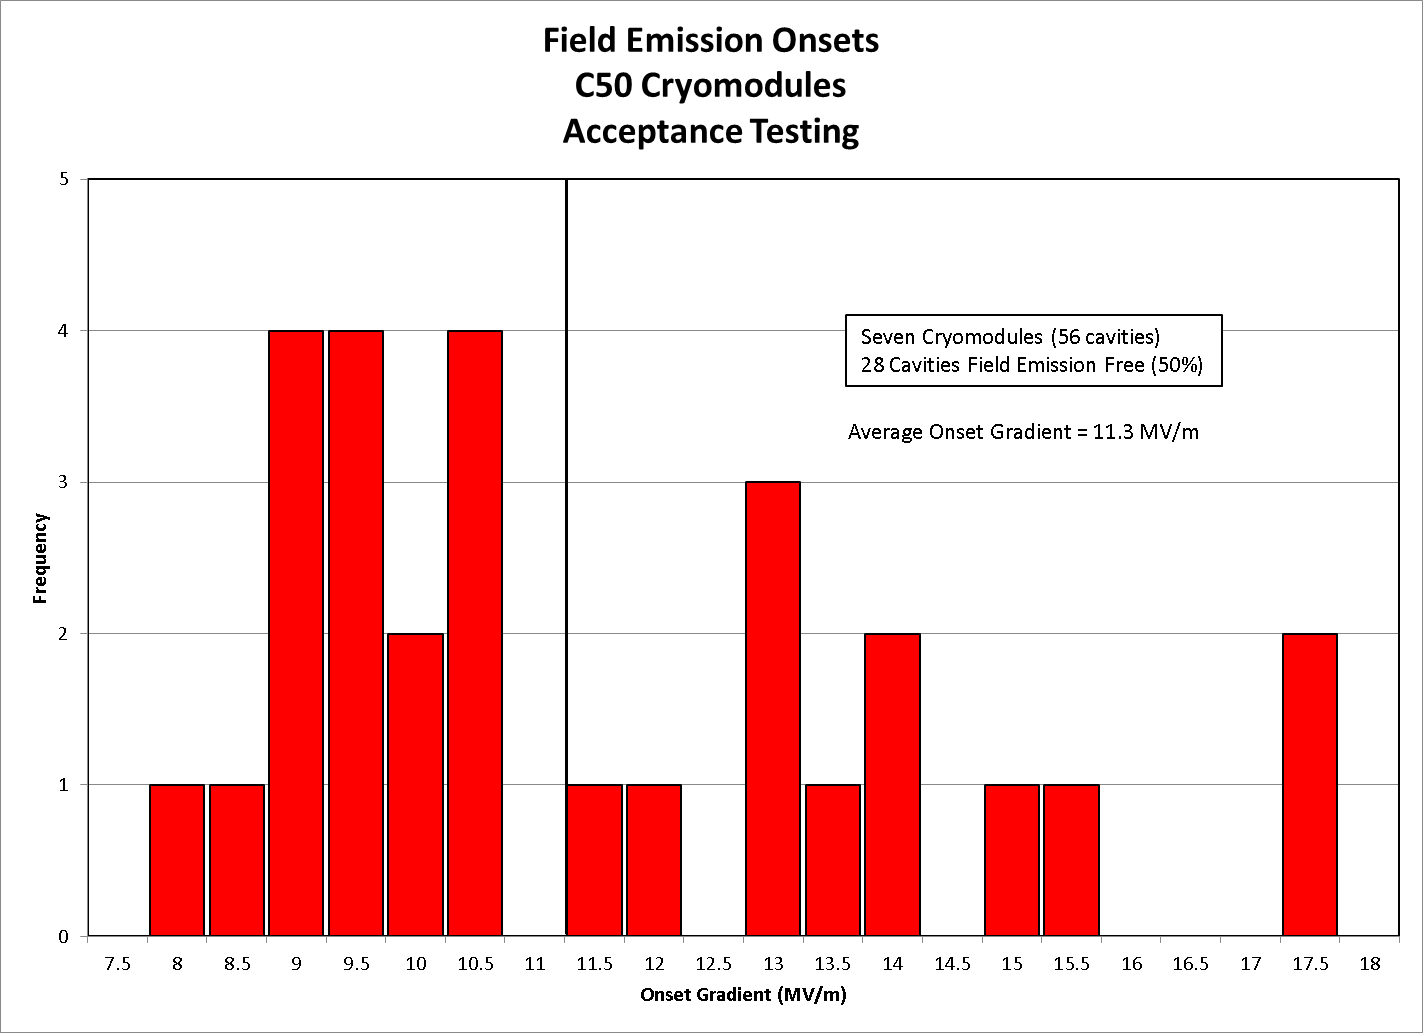 Field Emission Onsets
C50 Cryomodules
Acceptance Testing
5
4
3
2
1
0
Frequency
Seven Cryomodules (56 cavities)
28 Cavities Field Emission Free (50%)
Average Onset Gradient = 11.3 MV/m
7.5 8 8.5 9 9.5 10 10.5 11 11.5 12 12.5 13 13.5 14 14.5 15 15.5 16 16.5 17 17.5 18
Onset Gradient (MV/m)